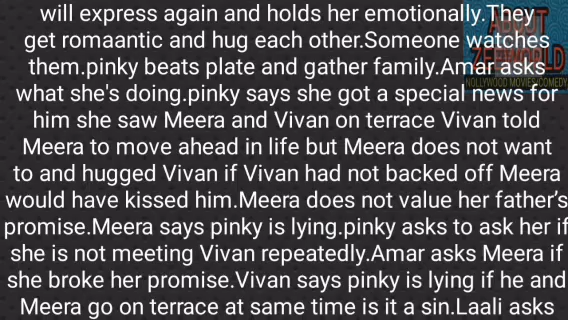 will express again and holds her emotionally.They
get romaantic and hug each other.Someone watches
them.pinky beats plate and gather family.Amar asks
what she's doing.pinky says she got a special news for
him she saw Meera and Vivan on terrace Vivan told
Meera to move ahead in life but Meera does not want
to and hugged Vivan if Vivan had not backed off Meera
would have kissed him.Meera does not value her father's
promise.Meera says pinky is lying.pinky asks to ask her if
she is not meeting Vivan repeatedly.Amar asks Meera if
she broke her promise.Vivan says pinky is lying if he and
Meera go on terrace at same time is it a sin.Laali asks
ABOUT
ZEEWORLD
NOLLYWOOD MOVIES/COMEDY